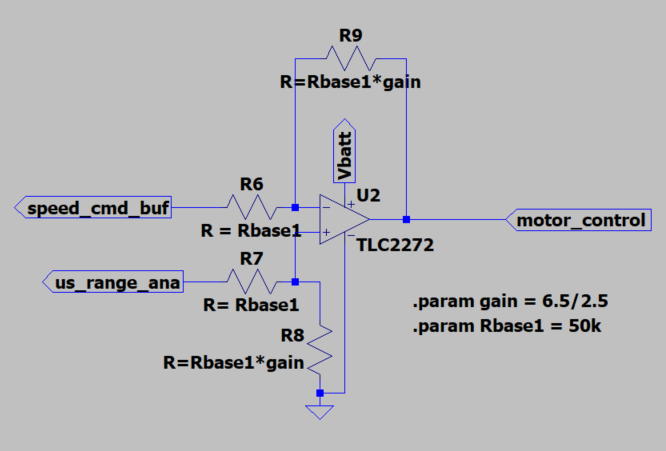 R9
R=Rbase1*gain
Vbatt
R6
U2
speed_cmd_buf
R = Rbase1
motor_control
TLC2272
R7
us_range_ana
R= Rbase1
.param gain = 6.5/2.5
.param Rbase1 = 50k
R8
R=Rbase1*gain